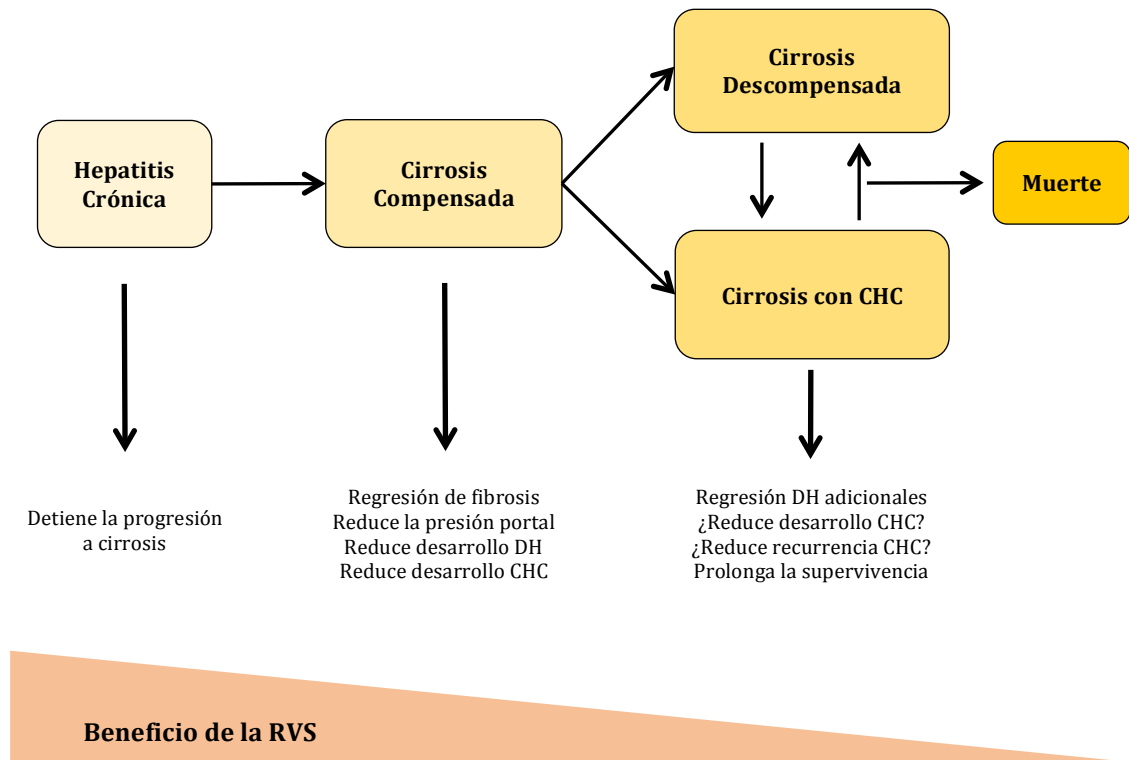 Hepatitis
Crónica
Cirrosis
Compensada
Cirrosis
Descompensada
Cirrosis con CHC
Muerte
Detiene la progresión
a cirrosis
Regresión de fibrosis
Reduce la presión portal
Reduce desarrollo DH
Reduce desarrollo CHC
Regresión DH adicionales
¿Reduce desarrollo CHC?
¿Reduce recurrencia CHC?
Prolonga la supervivencia
Beneficio de la RVS